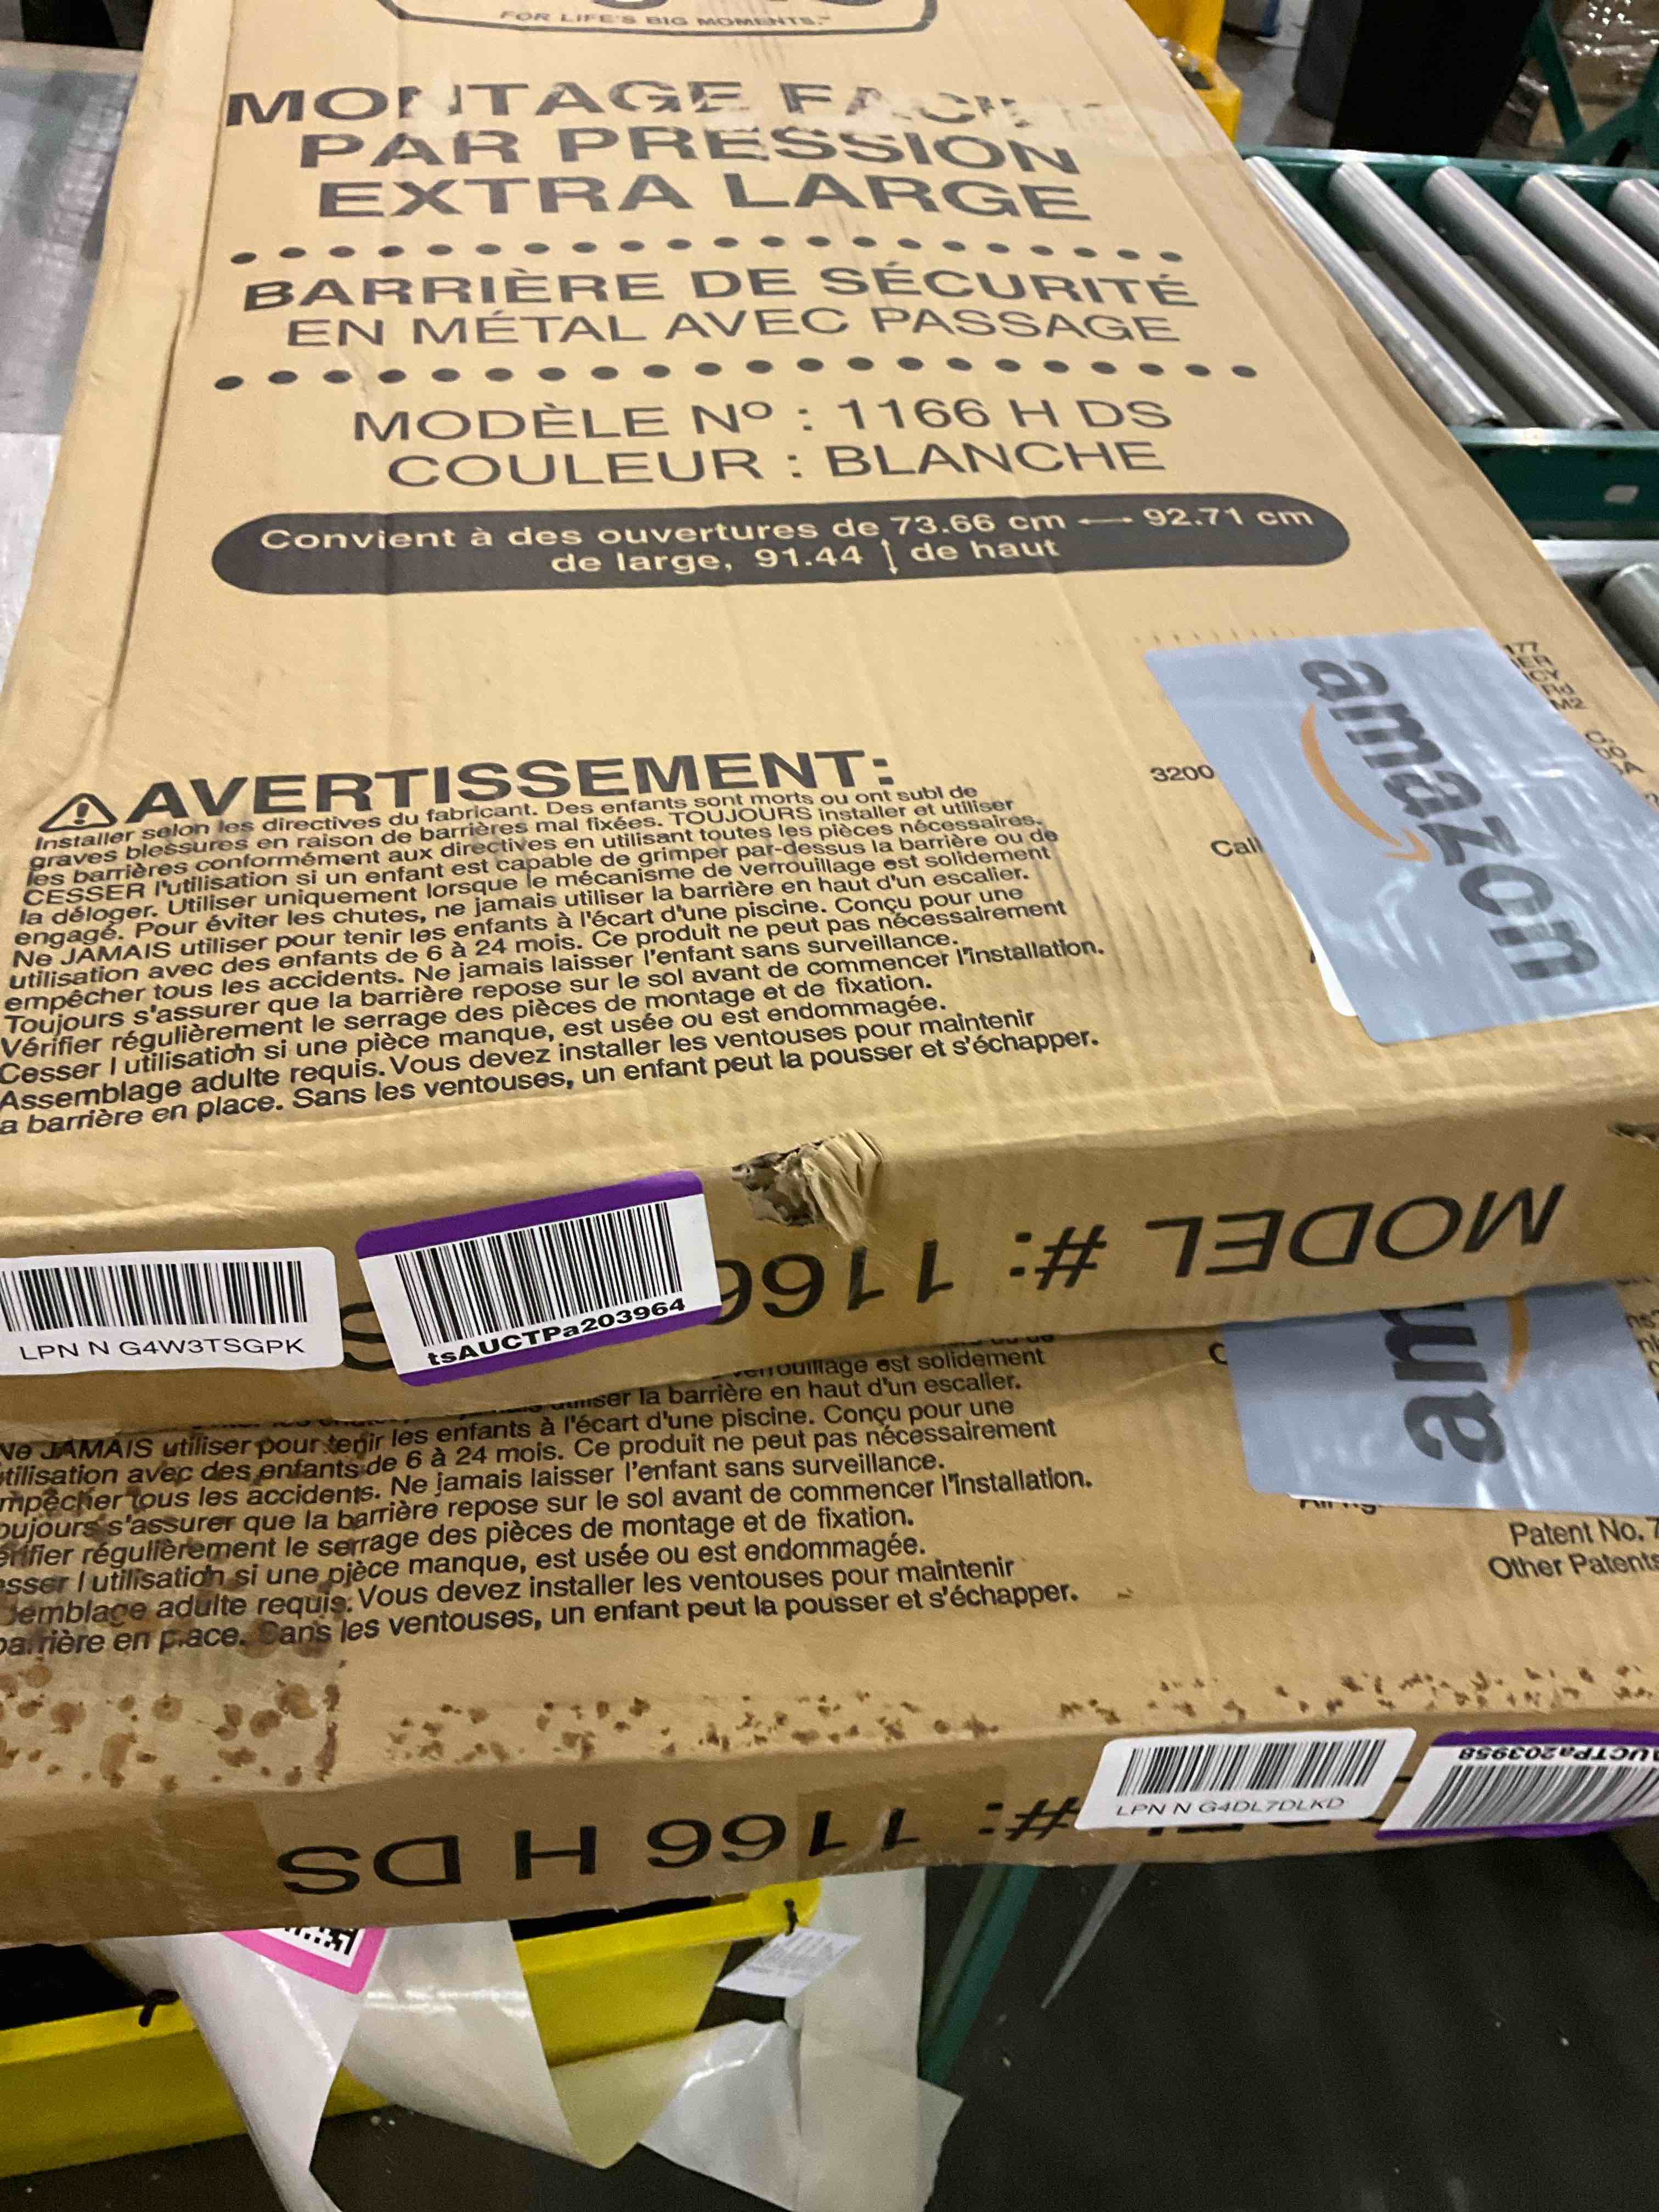 FOR LIFE'S BIG MOMENTS.™
MONTAGE
PAR PRESSION
EXTRA LARGE
BARRIÈRE DE SÉCURITÉ
EN MÉTAL AVEC PASSAGE
MODÈLE Nº : 1166 H DS
COULEUR : BLANCHE
Convient à des ouvertures de 73.66 cm ⟷ 92.71 cm
de large, 91.44 ↕ de haut
⚠ AVERTISSEMENT:
Installer selon les directives du fabricant. Des enfants sont morts ou ont subl de
graves blessures en raison de barrières mal fixées. TOUJOURS installer et utiliser
les barrières conformément aux directives en utilisant toutes les pièces nécessaires.
CESSER l'utilisation si un enfant est capable de grimper par-dessus la barrière ou de
la déloger. Utiliser uniquement lorsque le mécanisme de verrouillage est solidement
engagé. Pour éviter les chutes, ne jamais utiliser la barrière en haut d'un escalier.
Ne JAMAIS utiliser pour tenir les enfants à l'écart d'une piscine. Conçu pour une
utilisation avec des enfants de 6 à 24 mois. Ce produit ne peut pas nécessairement
empêcher tous les accidents. Ne jamais laisser l'enfant sans surveillance.
Toujours s'assurer que la barrière repose sur le sol avant de commencer l'installation.
Vérifier régulièrement le serrage des pièces de montage et de fixation.
Cesser l utilisation si une pièce manque, est usée ou est endommagée.
Assemblage adulte requis. Vous devez installer les ventouses pour maintenir
a barrière en place. Sans les ventouses, un enfant peut la pousser et s'échapper.
177
Rd
M2
3200
Call
amazon
MODEL #: 1166 S
LPN N G4W3TSGPK
tsAUCTPa203964
verrouillage est solidement
utiliser la barrière en haut d'un escalier.
Ne JAMAIS utiliser pour tenir les enfants à l'écart d'une piscine. Conçu pour une
tilisation avec des enfants de 6 à 24 mois. Ce produit ne peut pas nécessairement
mpêcher tous les accidents. Ne jamais laisser l'enfant sans surveillance.
oujours s'assurer que la barrière repose sur le sol avant de commencer l'installation.
érifier régulièrement le serrage des pièces de montage et de fixation.
esser l utilisation si une pièce manque, est usée ou est endommagée.
semblage adulte requis. Vous devez installer les ventouses pour maintenir
barrière en place. Sans les ventouses, un enfant peut la pousser et s'échapper.
am
Patent No. 7
Other Patents
#: 1166 H DS
LPN N G4DL7DLKD
AUCTPa203958